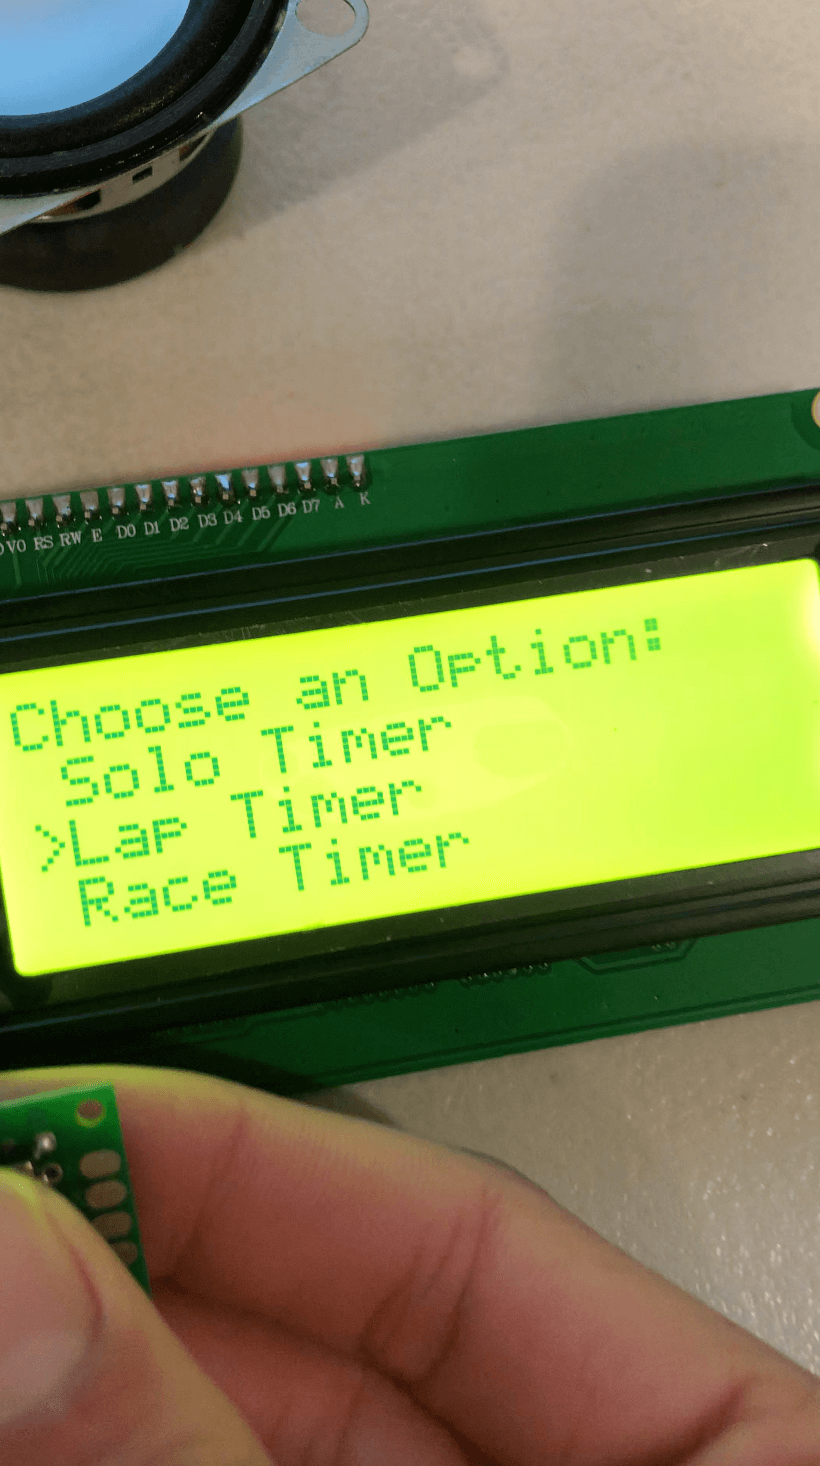 V0 RS RW E D0 D1 D2 D3 D4 D5 D6 D7 A K
Choose an Option:
Solo Timer
>Lap Timer
Race Timer